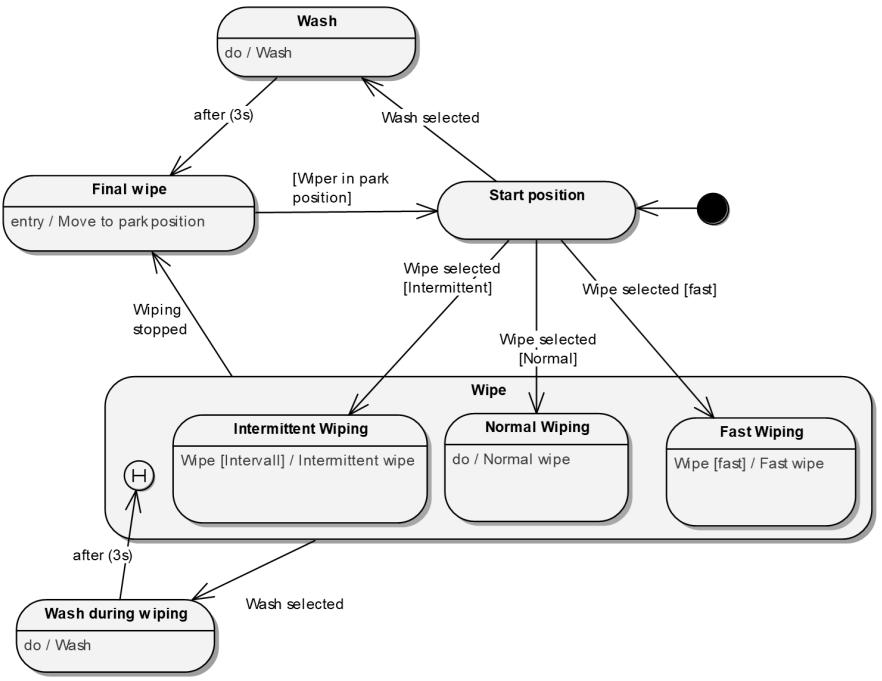 Wash
do / Wash
after (3s)
Wash selected
Final wipe
entry / Move to park position
[Wiper in park
position]
Start position
Wipe selected
[Intermittent]
Wipe selected [fast]
Wiping
stopped
Wipe selected
[Normal]
Wipe
Intermittent Wiping
Wipe [Intervall] / Intermittent wipe
Normal Wiping
do / Normal wipe
Fast Wiping
Wipe [fast] / Fast wipe
H
after (3s)
Wash selected
Wash during wiping
do / Wash